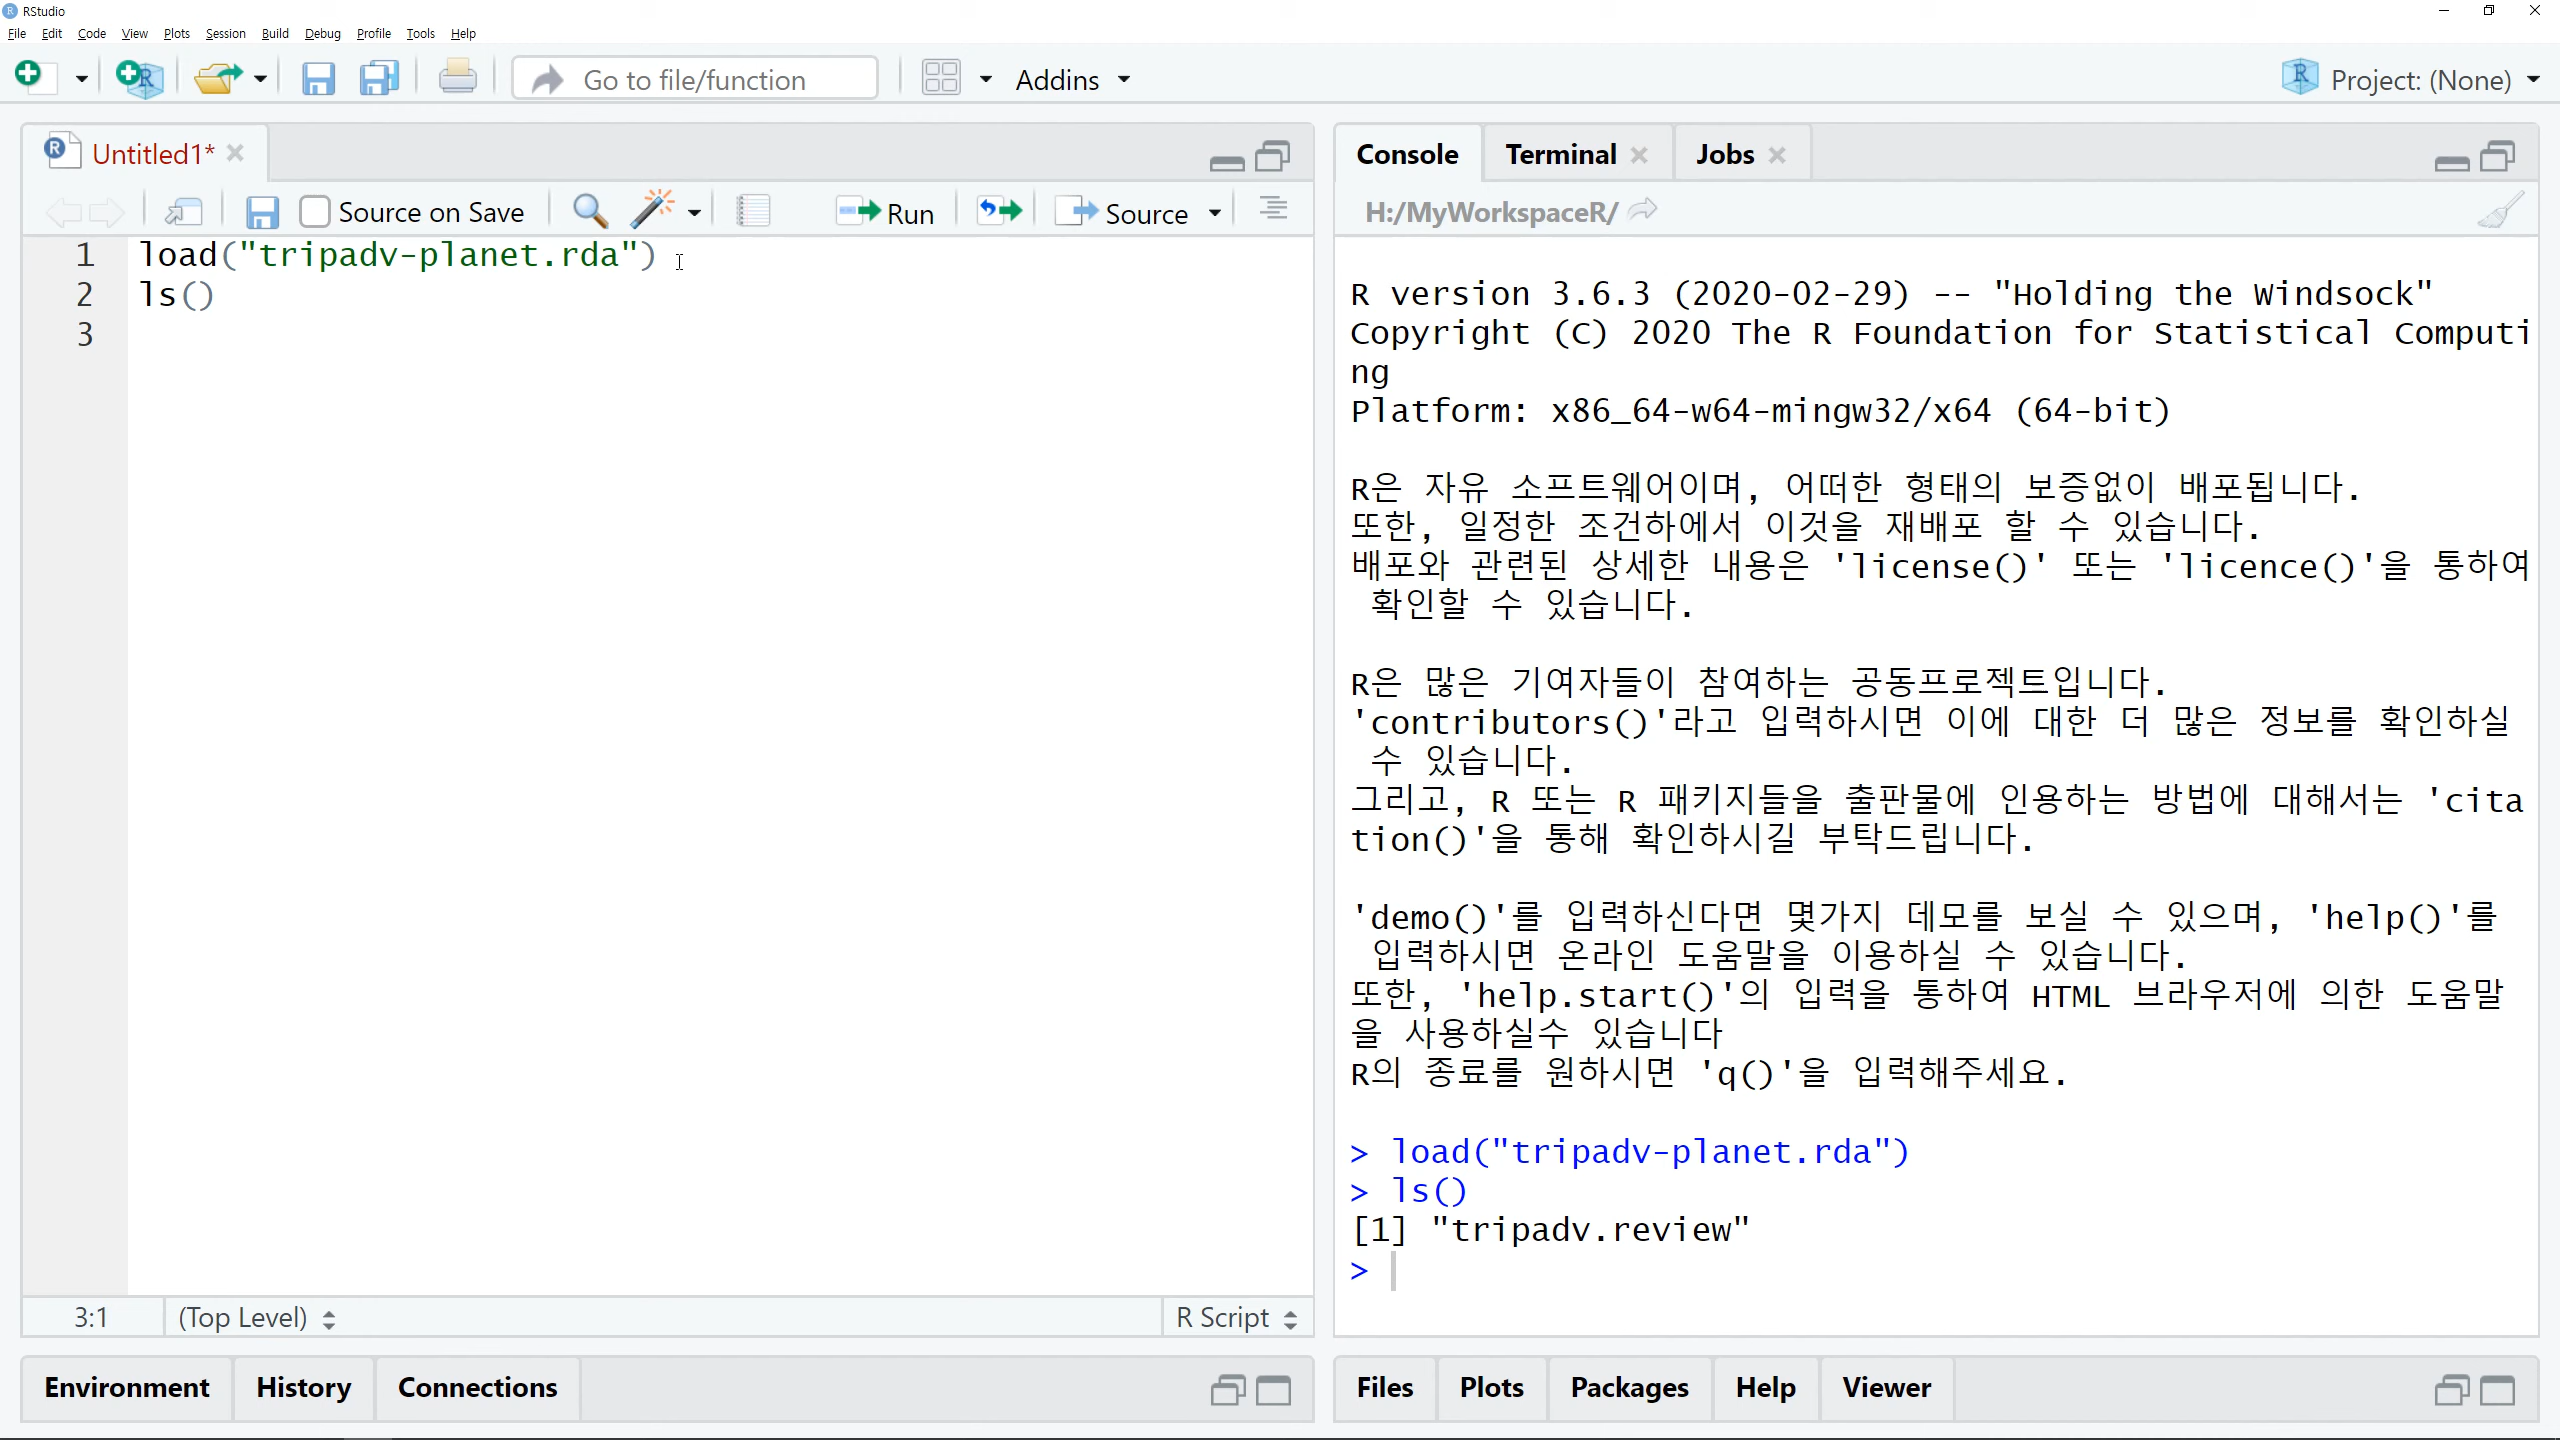 RStudio
File Edit Code View Plots Session Build Debug Profile Tools Help
Go to file/function Addins Project: (None)
Untitled1*
Source on Save Run Source
1 load("tripadv-planet.rda")
2 ls()
3
3:1 (Top Level) R Script
Environment History Connections
Console Terminal Jobs
H:/MyWorkspaceR/
R version 3.6.3 (2020-02-29) -- "Holding the Windsock"
Copyright (C) 2020 The R Foundation for Statistical Computi
ng
Platform: x86_64-w64-mingw32/x64 (64-bit)
R은 자유 소프트웨어이며, 어떠한 형태의 보증없이 배포됩니다.
또한, 일정한 조건하에서 이것을 재배포 할 수 있습니다.
배포와 관련된 상세한 내용은 'license()' 또는 'licence()'을 통하여
확인할 수 있습니다.
R은 많은 기여자들이 참여하는 공동프로젝트입니다.
'contributors()'라고 입력하시면 이에 대한 더 많은 정보를 확인하실
수 있습니다.
그리고, R 또는 R 패키지들을 출판물에 인용하는 방법에 대해서는 'cita
tion()'을 통해 확인하시길 부탁드립니다.
'demo()'를 입력하신다면 몇가지 데모를 보실 수 있으며, 'help()'를
입력하시면 온라인 도움말을 이용하실 수 있습니다.
또한, 'help.start()'의 입력을 통하여 HTML 브라우저에 의한 도움말
을 사용하실수 있습니다
R의 종료를 원하시면 'q()'을 입력해주세요.
> load("tripadv-planet.rda")
> ls()
[1] "tripadv.review"
>
Files Plots Packages Help Viewer